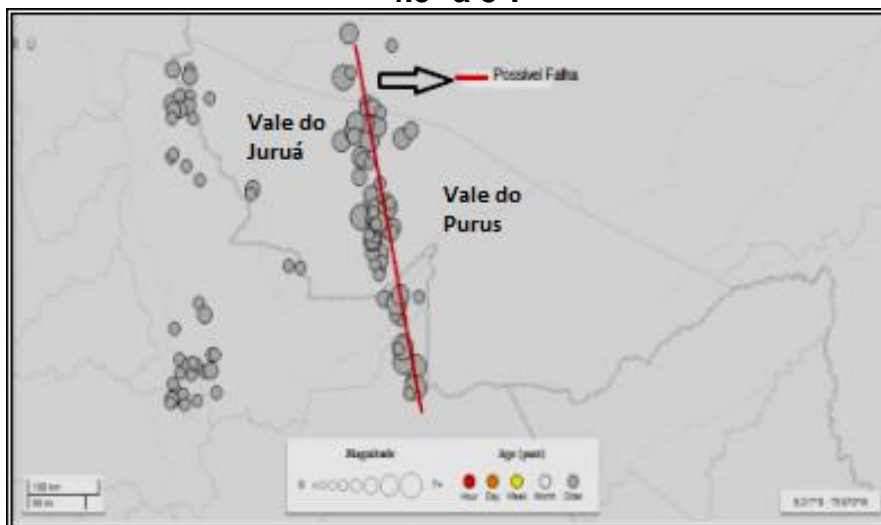 Possível Falha
Vale do
Juruá
Vale do
Purus
Magnitude
Age (past)
Hour Day Week Month Older
100 km